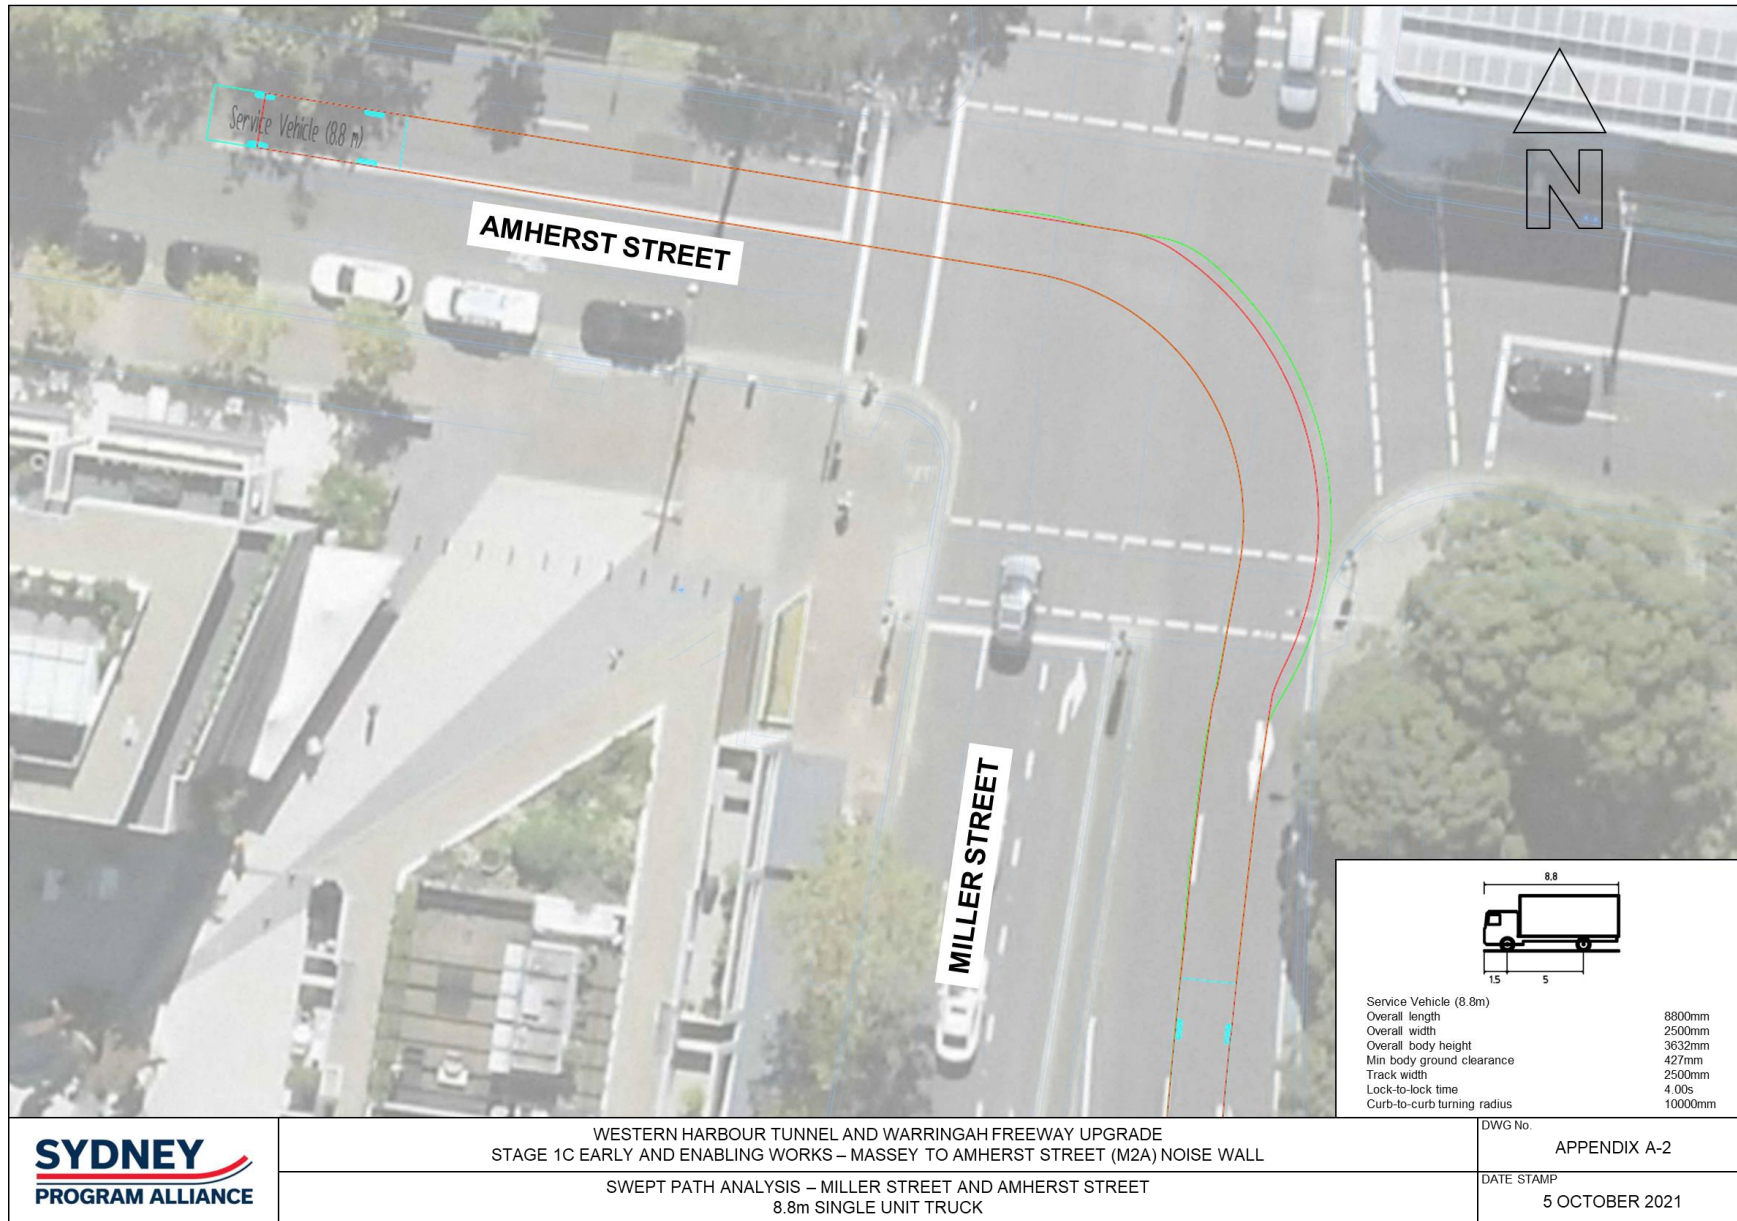 Service Vehicle (8.8 m)
AMHERST STREET
N
MILLER STREET
8.8
1.5 5
Service Vehicle (8.8m)
Overall length 8800mm
Overall width 2500mm
Overall body height 3632mm
Min body ground clearance 427mm
Track width 2500mm
Lock-to-lock time 4.00s
Curb-to-curb turning radius 10000mm
SYDNEY
PROGRAM ALLIANCE
WESTERN HARBOUR TUNNEL AND WARRINGAH FREEWAY UPGRADE
STAGE 1C EARLY AND ENABLING WORKS – MASSEY TO AMHERST STREET (M2A) NOISE WALL
SWEPT PATH ANALYSIS – MILLER STREET AND AMHERST STREET
8.8m SINGLE UNIT TRUCK
DWG No.
APPENDIX A-2
DATE STAMP
5 OCTOBER 2021